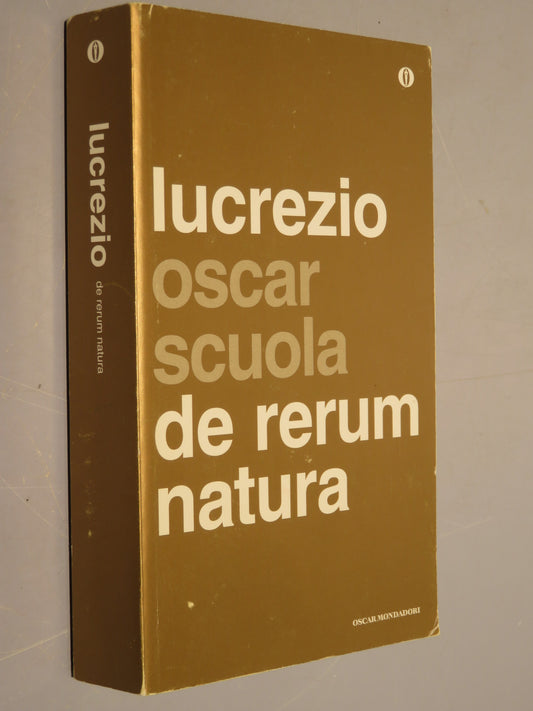 lucrezio
de rerum natura
lucrezio
oscar
scuola
de rerum
natura
OSCAR MONDADORI